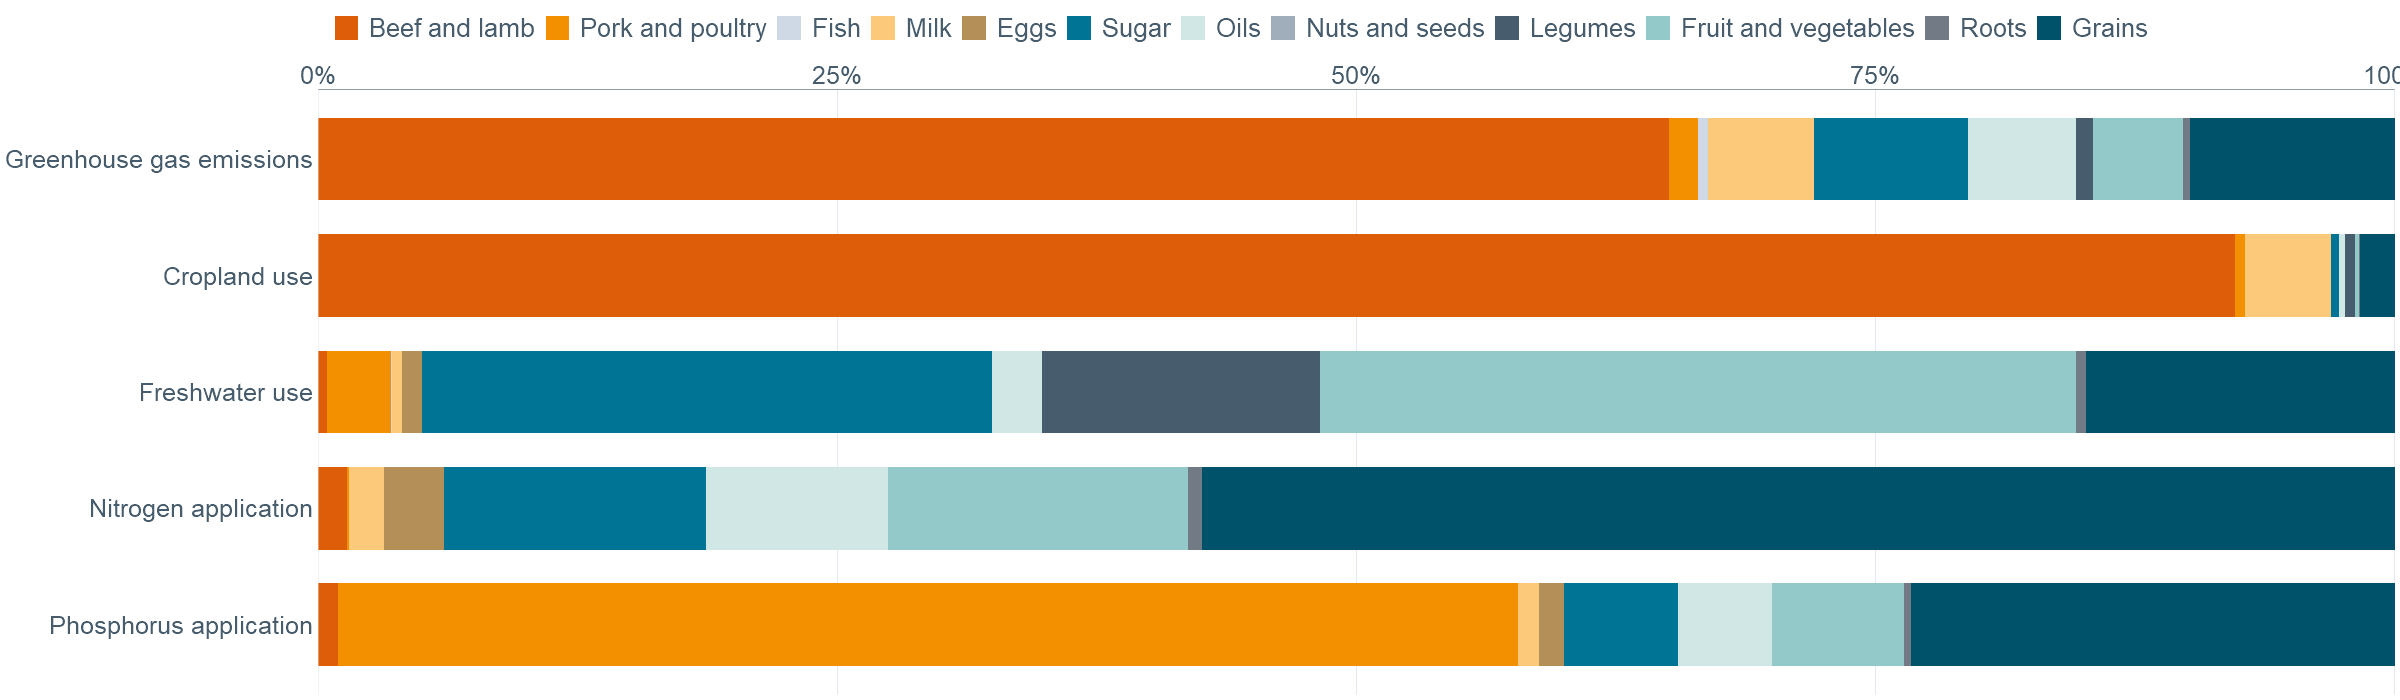 Beef and lamb Pork and poultry Fish Milk Eggs Sugar Oils Nuts and seeds Legumes Fruit and vegetables Roots Grains
0% 25% 50% 75% 100
Greenhouse gas emissions
Cropland use
Freshwater use
Nitrogen application
Phosphorus application